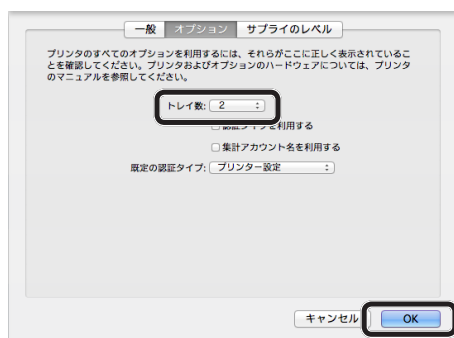 一般 オプション サプライのレベル
プリンタのすべてのオプションを利用するには、それらがここに正しく表示されているこ
とを確認してください。プリンタおよびオプションのハードウェアについては、プリンタ
のマニュアルを参照してください。
トレイ数: 2
を利用する
集計アカウント名を利用する
既定の認証タイプ: プリンター設定
キャンセル OK